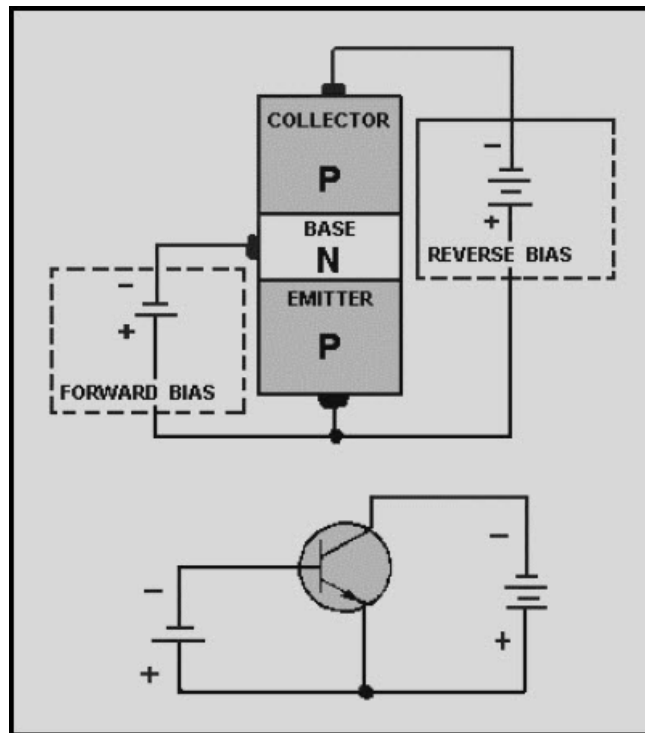 COLLECTOR
P
BASE
N
EMITTER
P
−
+
REVERSE BIAS
−
+
FORWARD BIAS
−
+
−
+